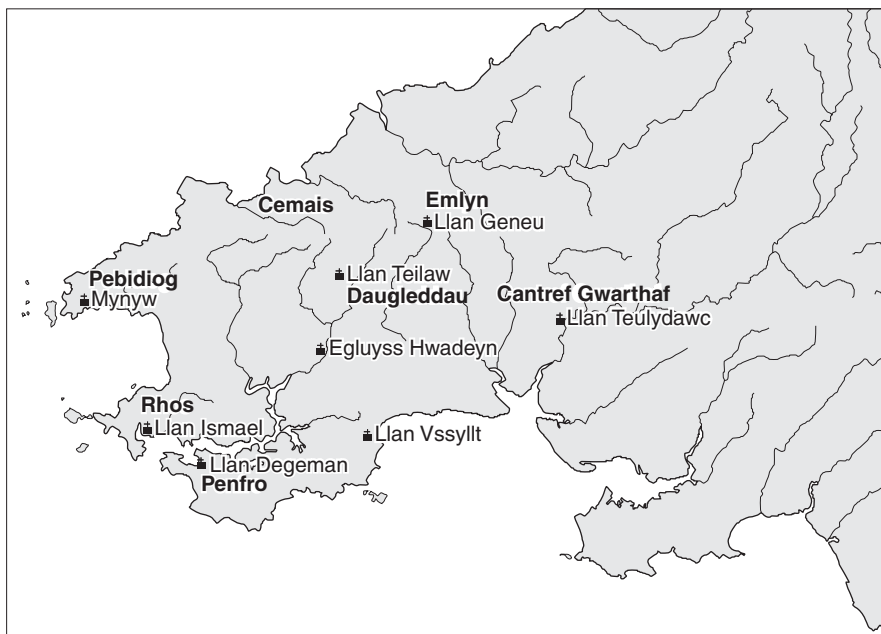 Cemais
Emlyn
Llan Geneu
Pebidiog
Mynyw
Llan Teilaw
Daugleddau
Cantref Gwarthaf
Llan Teulydawc
Egluyss Hwadeyn
Rhos
Llan Ismael
Llan Vssyllt
Llan Degeman
Penfro